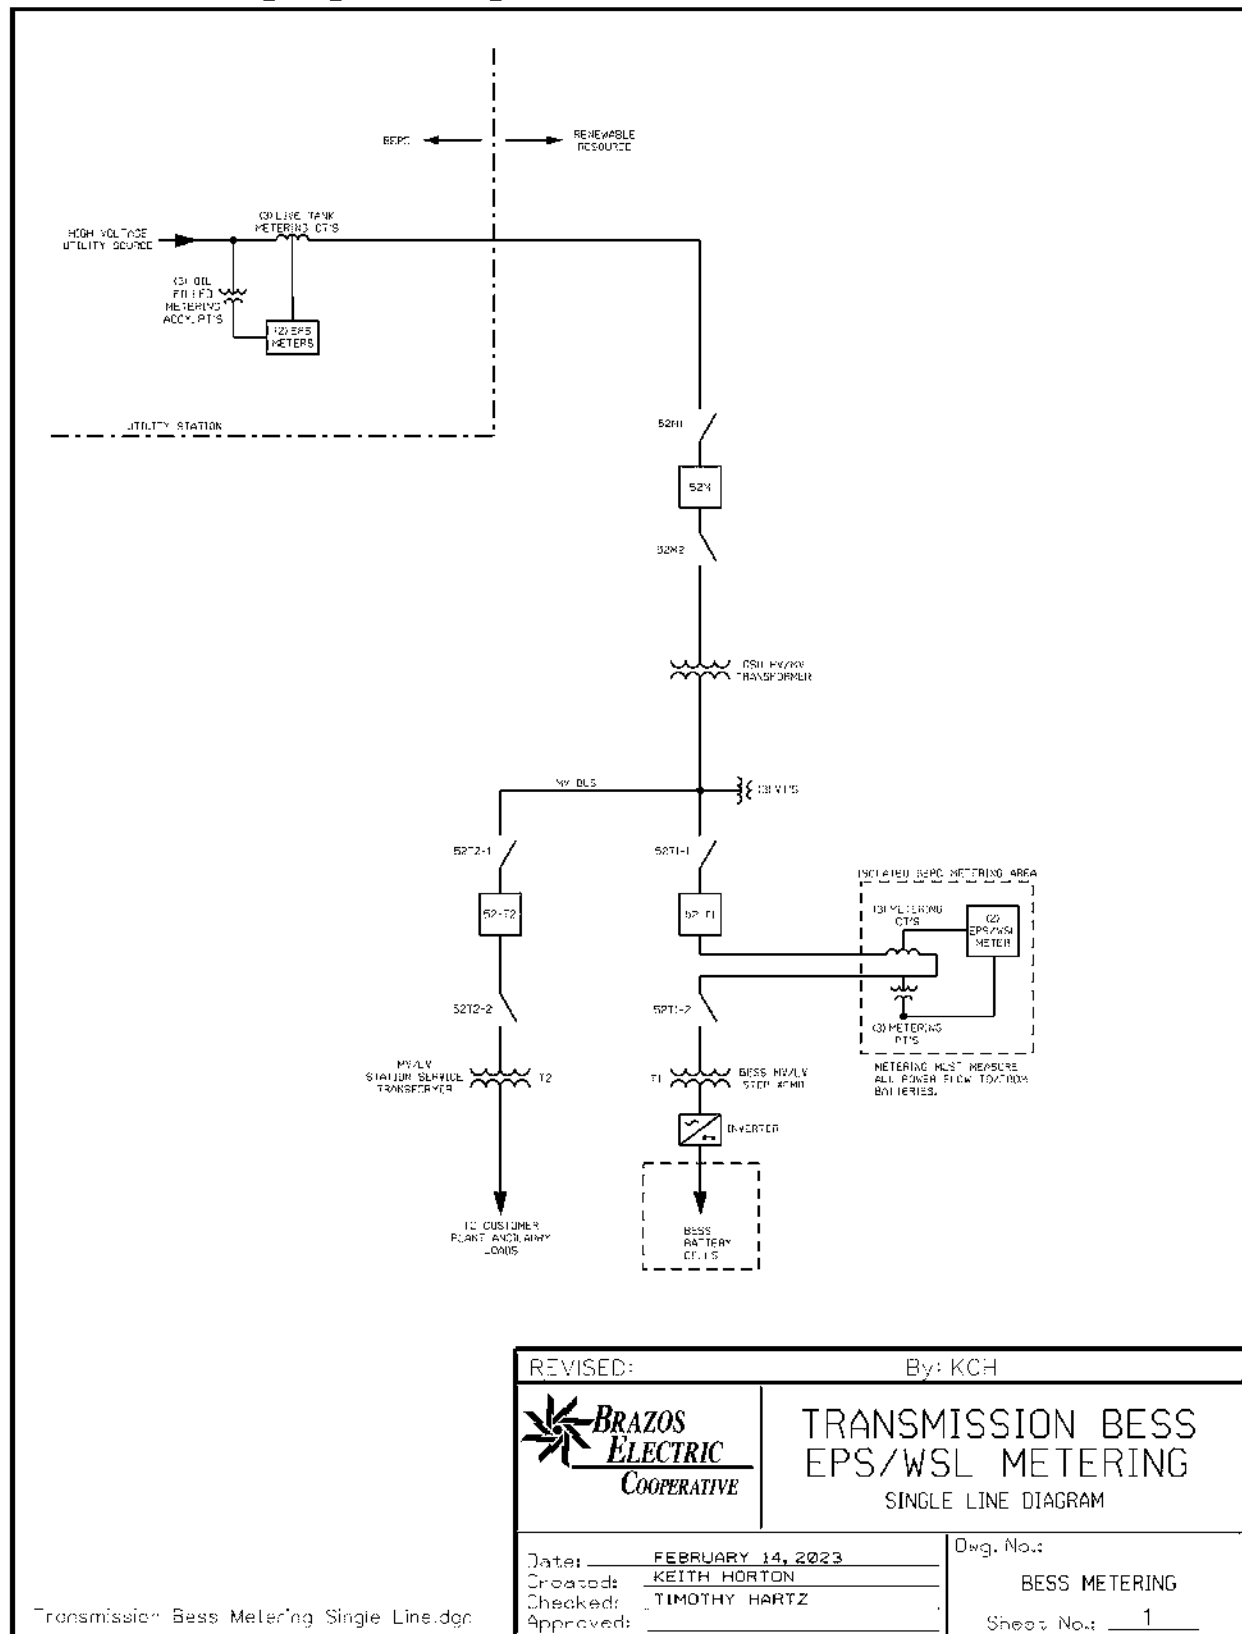 BEPC
RENEWABLE
RESOURCE
(3) LIVE TANK
METERING CT'S
HIGH VOLTAGE
UTILITY SOURCE
(3) OIL
FILLED
METERING
ACCY. PT'S
(2) EPS
METERS
UTILITY STATION
52M1
52M
52M2
GSU HV/MV
TRANSFORMER
MV BUS
(3) VT'S
52T2-1
52T1-1
ISOLATED BEPC METERING AREA
(3) METERING
CT'S
(2)
EPS/WSL
METER
52-T2
52-T1
52T2-2
52T1-2
(3) METERING
PT'S
METERING MUST MEASURE
ALL POWER FLOW TO/FROM
BATTERIES.
MV/LV
STATION SERVICE
TRANSFORMER
T2
T1
BESS MV/LV
STEP XFMR
INVERTER
TO CUSTOMER
PLANT ANCILARRY
LOADS
BESS
BATTERY
CELLS
REVISED: By: KCH
BRAZOS
ELECTRIC
COOPERATIVE
TRANSMISSION BESS
EPS/WSL METERING
SINGLE LINE DIAGRAM
Date: FEBRUARY 14, 2023
Created: KEITH HORTON
Checked: TIMOTHY HARTZ
Approved:
Dwg. No.:
BESS METERING
Sheet No.: 1
Transmission Bess Metering Single Line.dgn